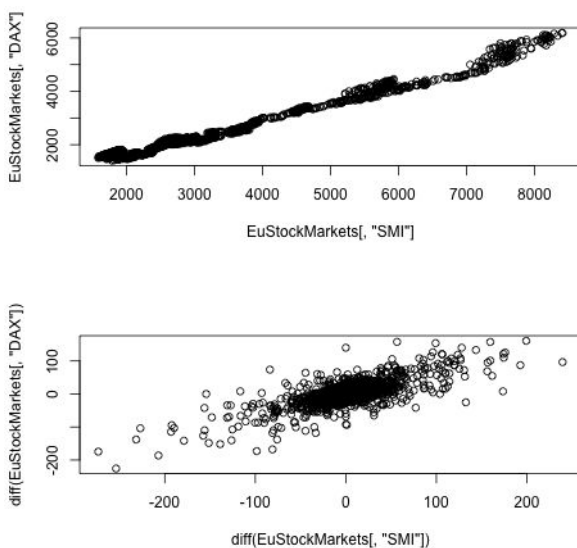 EuStockMarkets[, "DAX"]
2000 4000 6000
2000 3000 4000 5000 6000 7000 8000
EuStockMarkets[, "SMI"]
diff(EuStockMarkets[, "DAX"])
-200 0 100
-200 -100 0 100 200
diff(EuStockMarkets[, "SMI"])